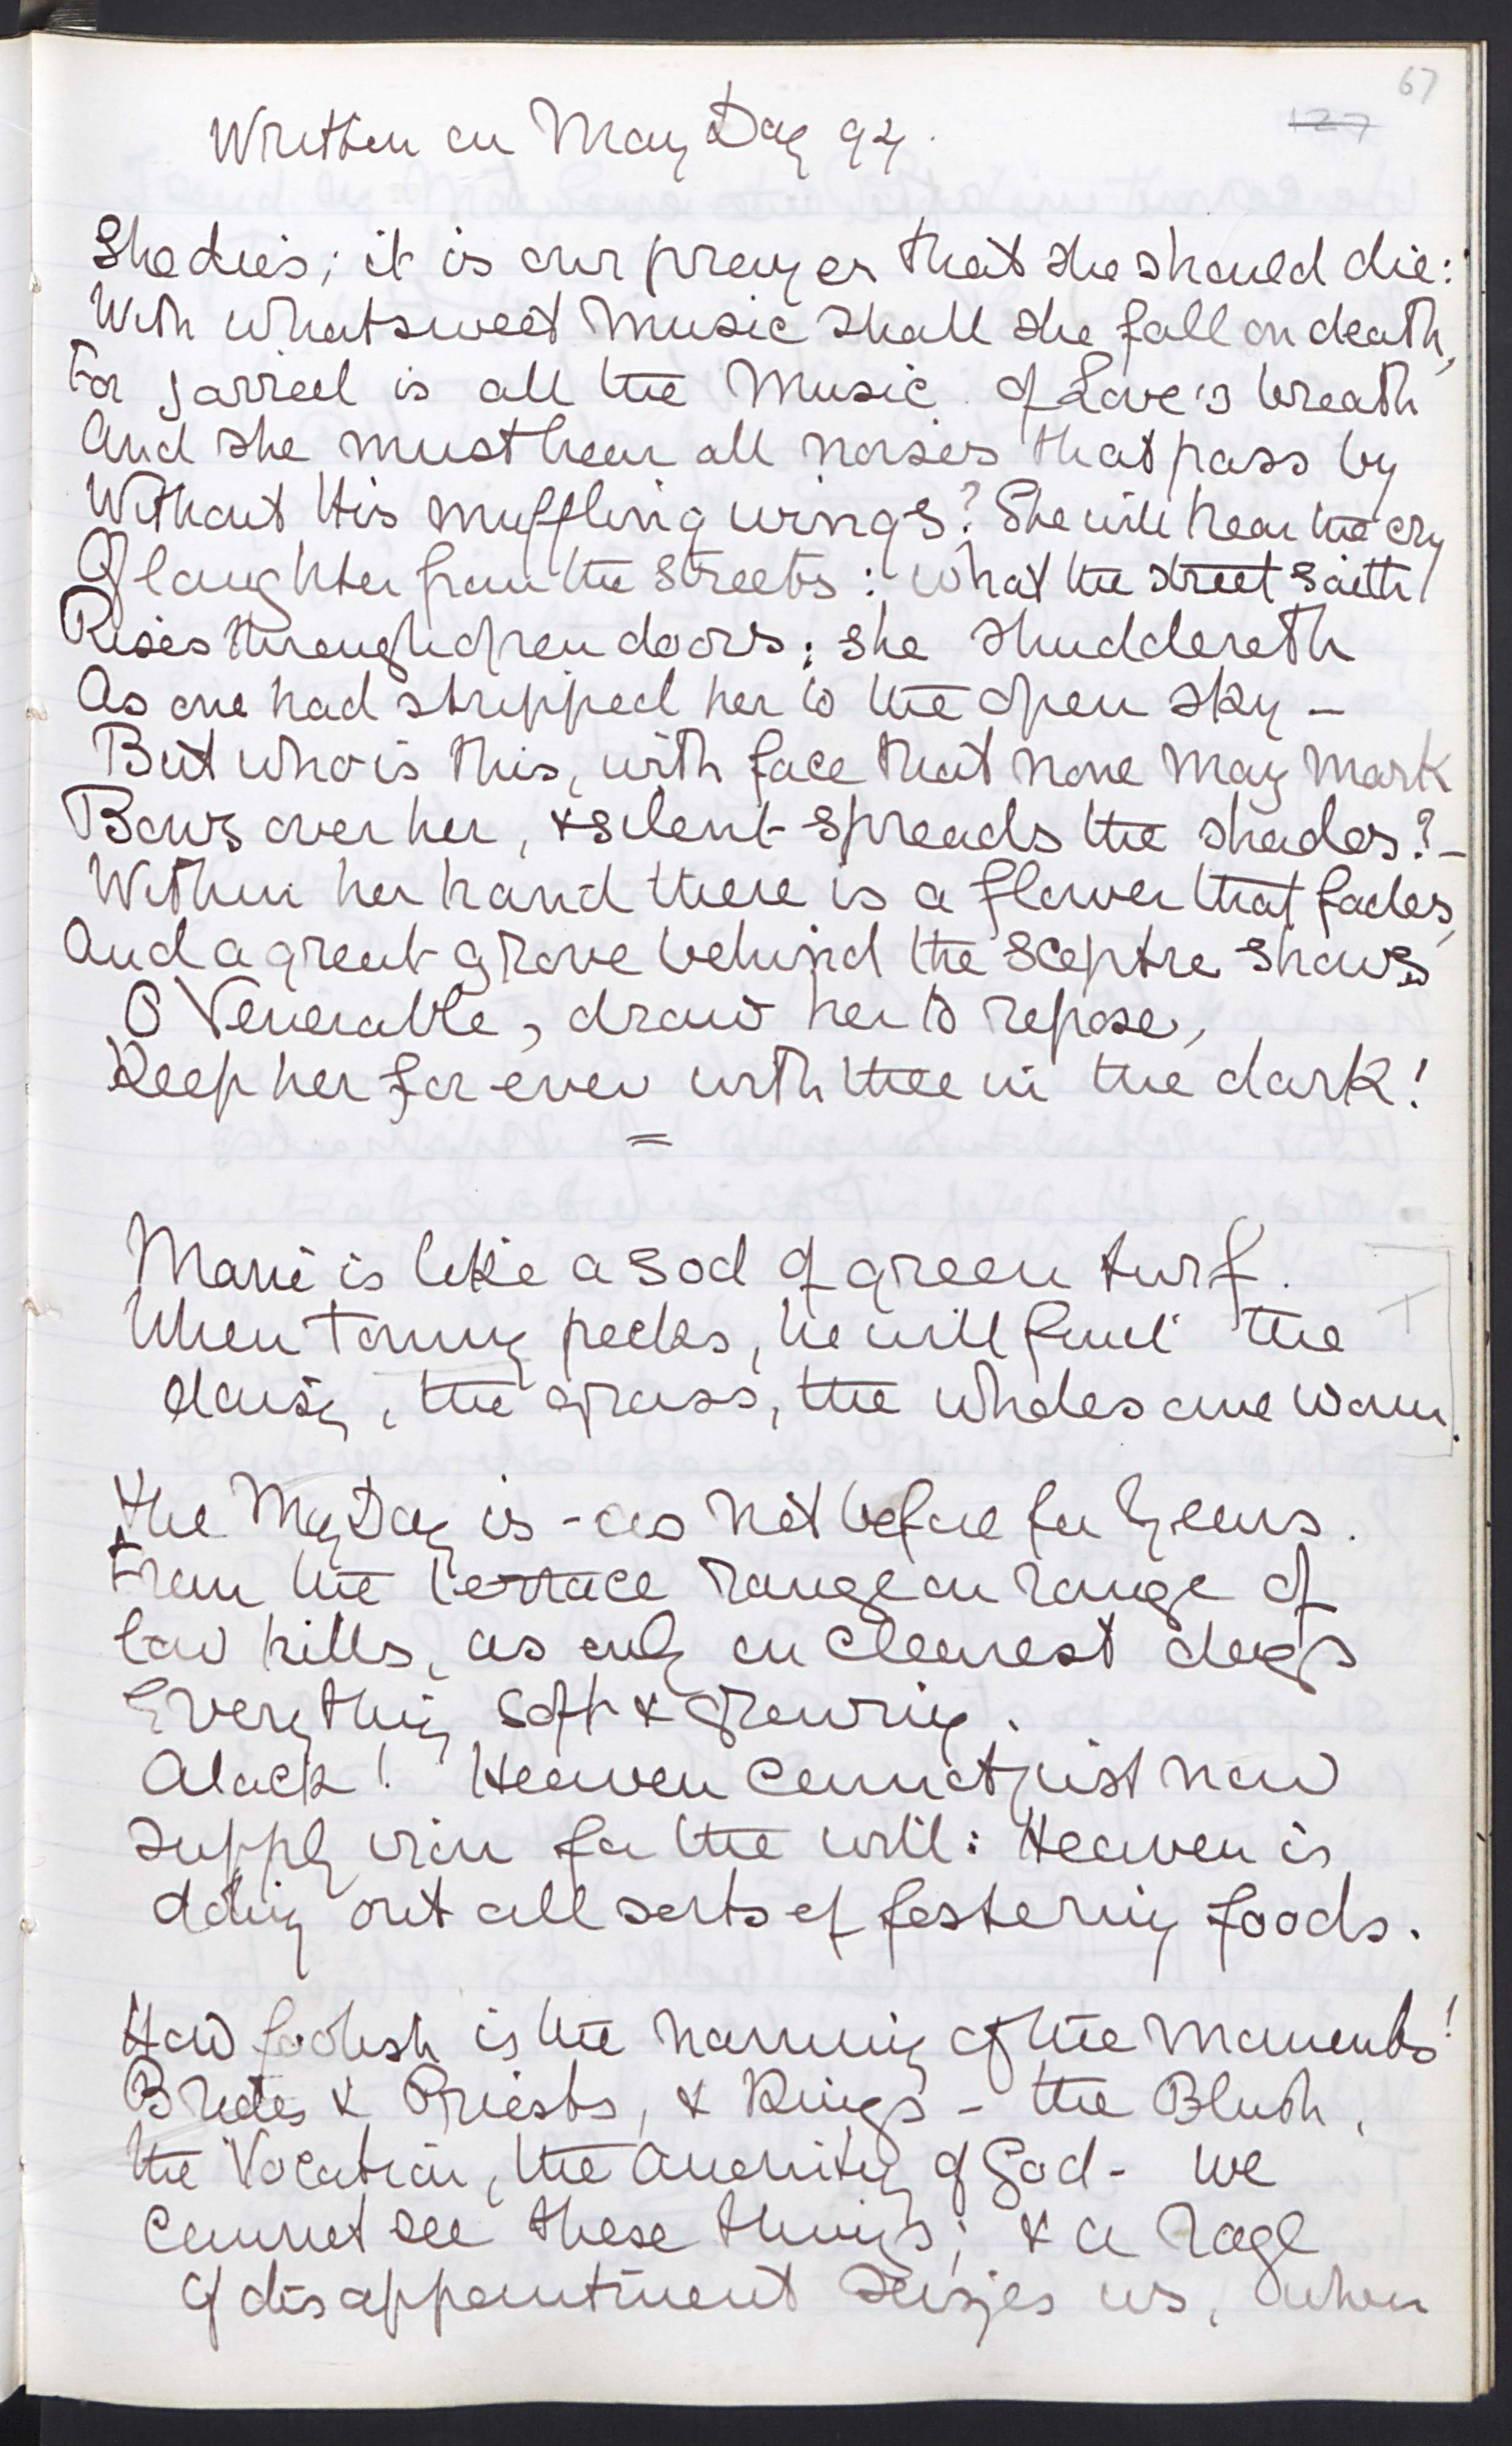 67
127
Written on May Day 97.
She dies; it is our prayer that she should die:
With what sweet music shall she fall on death,
For jarred is all the music of Love's breath
And she must hear all noises that pass by
Without His muffling wings? She will hear the cry
Of laughter from the streets: what the street saith
Rises through open doors; she shuddereth
As one had stripped her to the open sky –
But who is this, with face that none may mark
Bows over her, & silent spreads the shades? –
Within her hand there is a flower that fades,
And a great grove behind the sceptre shows
O Venerable, draw her to repose,
Keep her for ever with thee in the dark!
Marie is like a sod of green turf.
When Tommy pecks, he will find the
daisy, the grass, the wholesome worm.
The May Day is - as not before for years.
From the terrace range on range of
low hills, as only on clearest days
Everything soft & growing.
Alack! Heaven cannot just now
supply wine for the will: Heaven is
doling out all sorts of festering foods.
How foolish is the naming of the moments!
Brides & Priests, & Kings - the Blush,
the Vocation, the of God - we
cannot see these things; & a rage
of disappointment seizes us, when